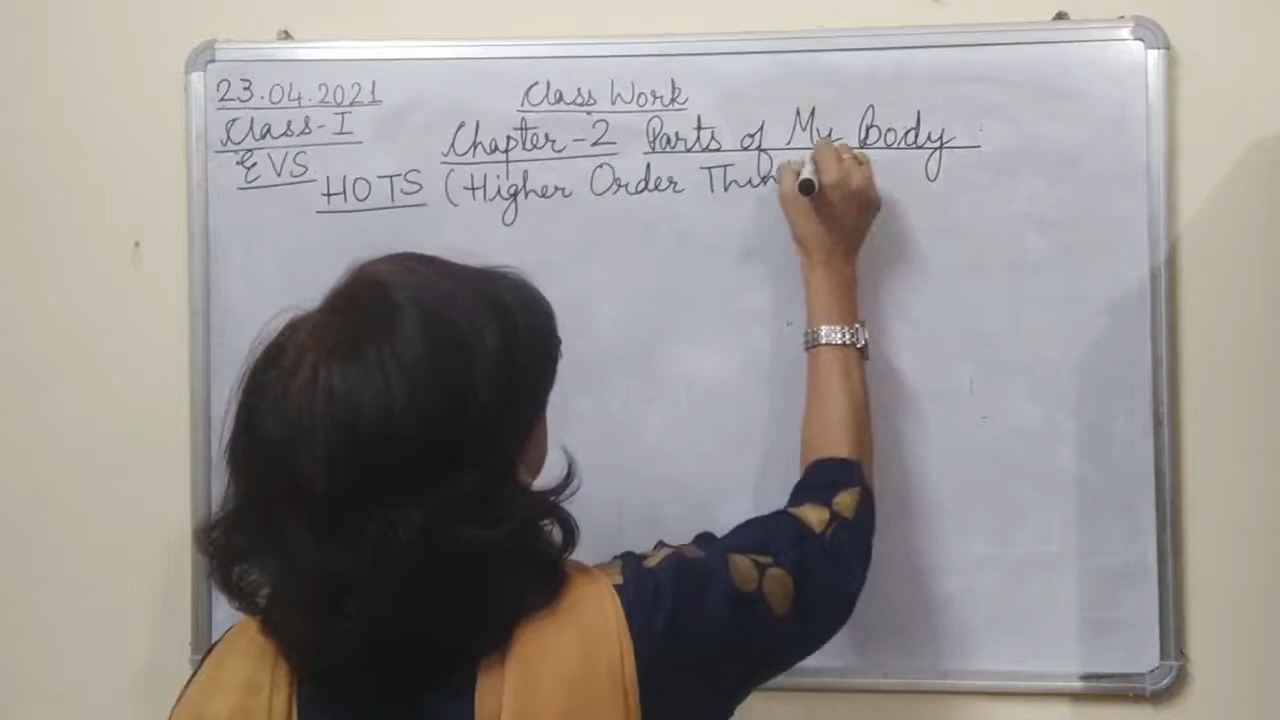 23.04.2021 Class Work
Class-I Chapter-2 Parts of My Body
EVS
HOTS (Higher Order Thin